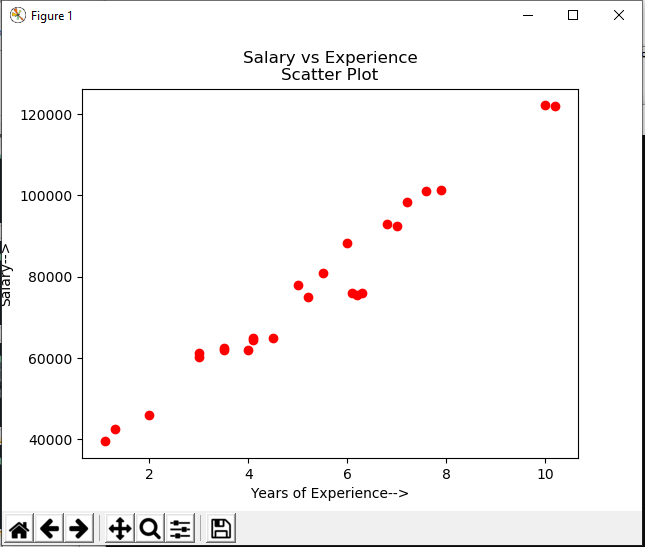 Figure 1
Salary vs Experience
Scatter Plot
120000
100000
80000
60000
40000
Salary-->
2
4
6
8
10
Years of Experience-->